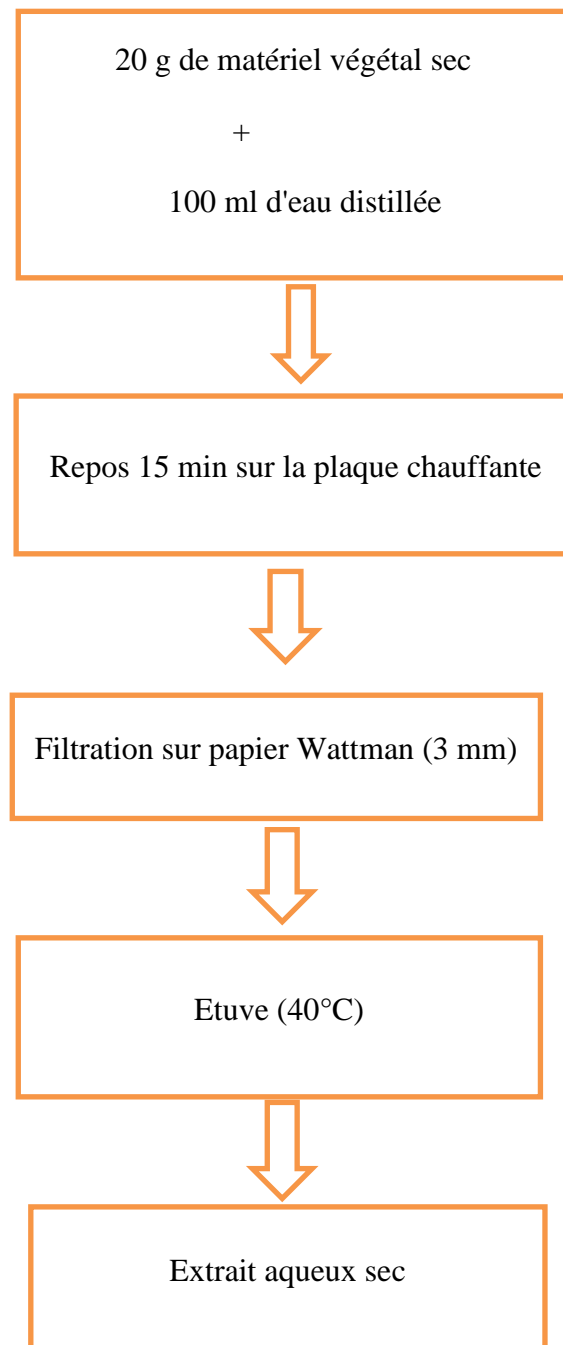 20 g de matériel végétal sec
+
100 ml d'eau distillée
Repos 15 min sur la plaque chauffante
Filtration sur papier Wattman (3 mm)
Etuve (40°C)
Extrait aqueux sec